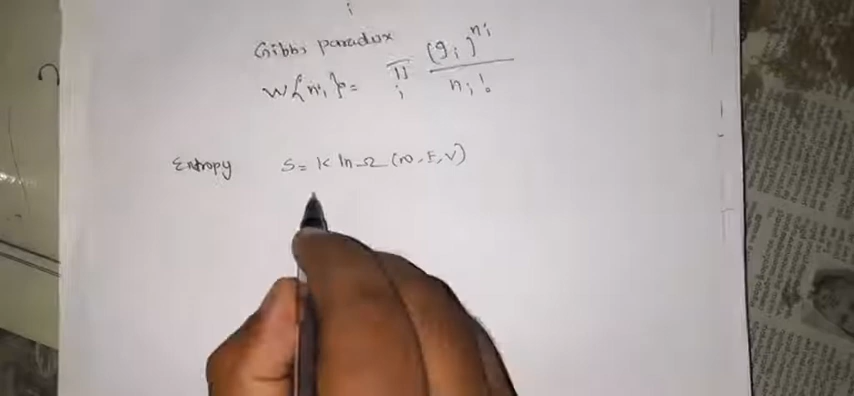 i
Gibbs paradox
W{ni} = Π i (gi)^ni / ni!
Entropy S = K ln Ω (N, E, V)